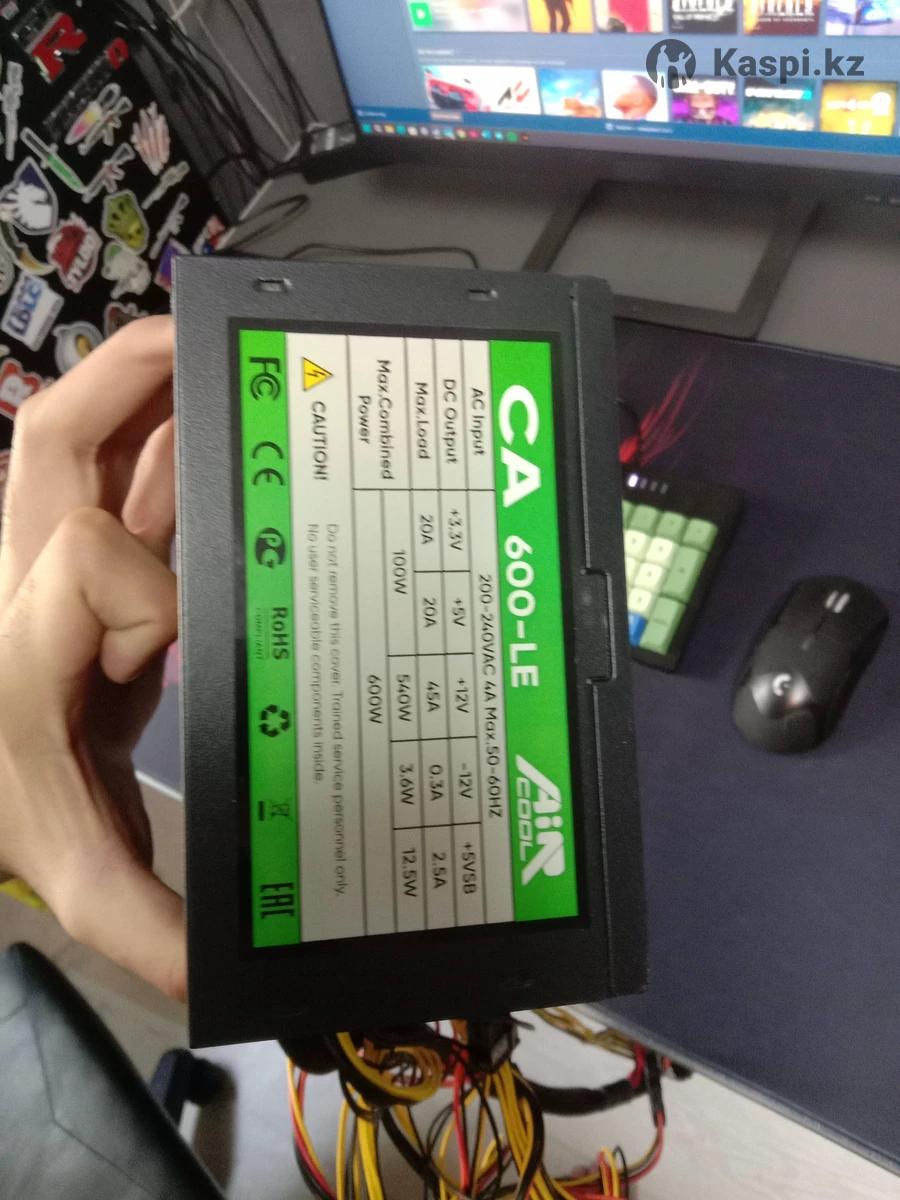 Kaspi.kz
CA 600-LE
AiR
COOL
AC Input 200-240VAC 4A Max.50-60HZ
DC Output +3.3V +5V +12V -12V +5VSB
Max.Load 20A 20A 45A 0.3A 2.5A
Max.Combined Power 100W 540W 3.6W 12.5W
600W
CAUTION!
Do not remove this cover. Trained service personnel only.
No user serviceable components inside.
FC CE PG RoHS
COMPLIANT
EAC